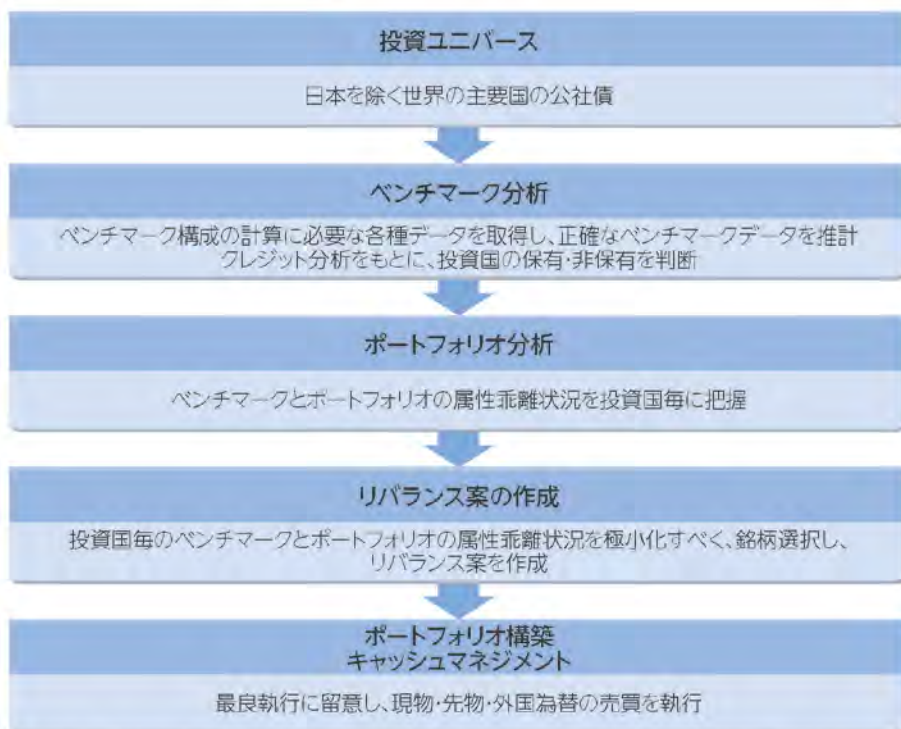 投資ユニバース
日本を除く世界の主要国の公社債
ベンチマーク分析
ベンチマーク構成の計算に必要な各種データを取得し、正確なベンチマークデータを推計
クレジット分析をもとに、投資国の保有・非保有を判断
ポートフォリオ分析
ベンチマークとポートフォリオの属性乖離状況を投資国毎に把握
リバランス案の作成
投資国毎のベンチマークとポートフォリオの属性乖離状況を極小化すべく、銘柄選択し、
リバランス案を作成
ポートフォリオ構築
キャッシュマネジメント
最良執行に留意し、現物・先物・外国為替の売買を執行